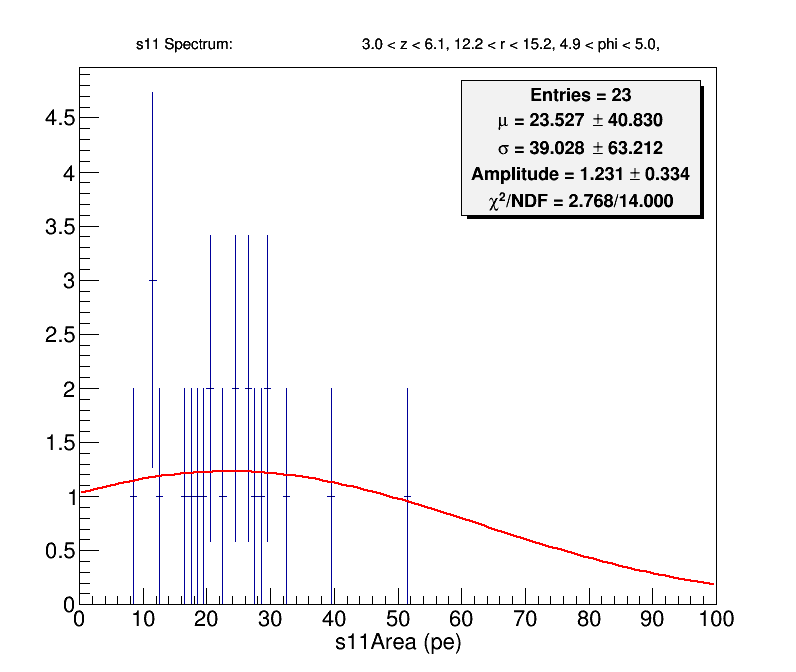 s11 Spectrum: 3.0 < z < 6.1, 12.2 < r < 15.2, 4.9 < phi < 5.0,
Entries = 23
μ = 23.527 ± 40.830
σ = 39.028 ± 63.212
Amplitude = 1.231 ± 0.334
χ²/NDF = 2.768/14.000
4.5
4
3.5
3
2.5
2
1.5
1
0.5
0
0 10 20 30 40 50 60 70 80 90 100
s11Area (pe)